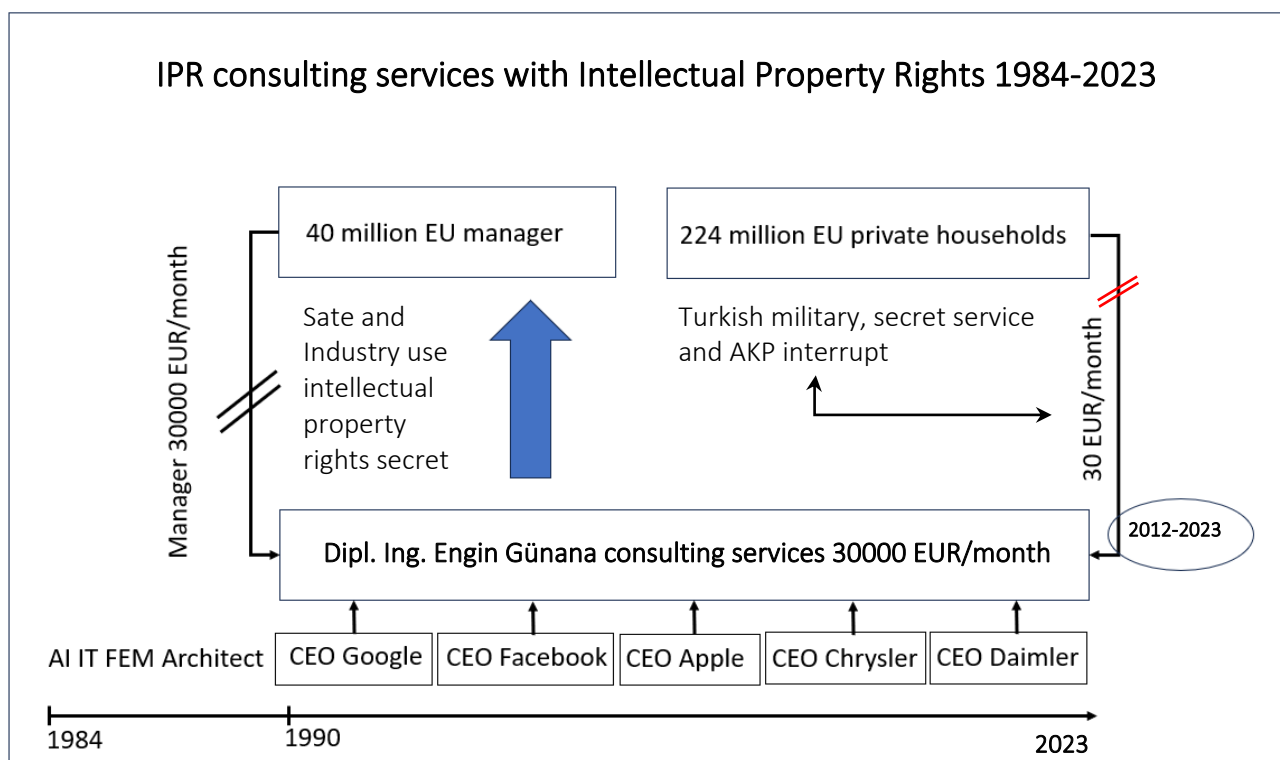 IPR consulting services with Intellectual Property Rights 1984-2023
40 million EU manager
224 million EU private households
Manager 30000 EUR/month
Sate and
Industry use
intellectual
property
rights secret
Turkish military, secret service
and AKP interrupt
30 EUR/month
2012-2023
Dipl. Ing. Engin Günana consulting services 30000 EUR/month
AI IT FEM Architect
CEO Google
CEO Facebook
CEO Apple
CEO Chrysler
CEO Daimler
1984
1990
2023